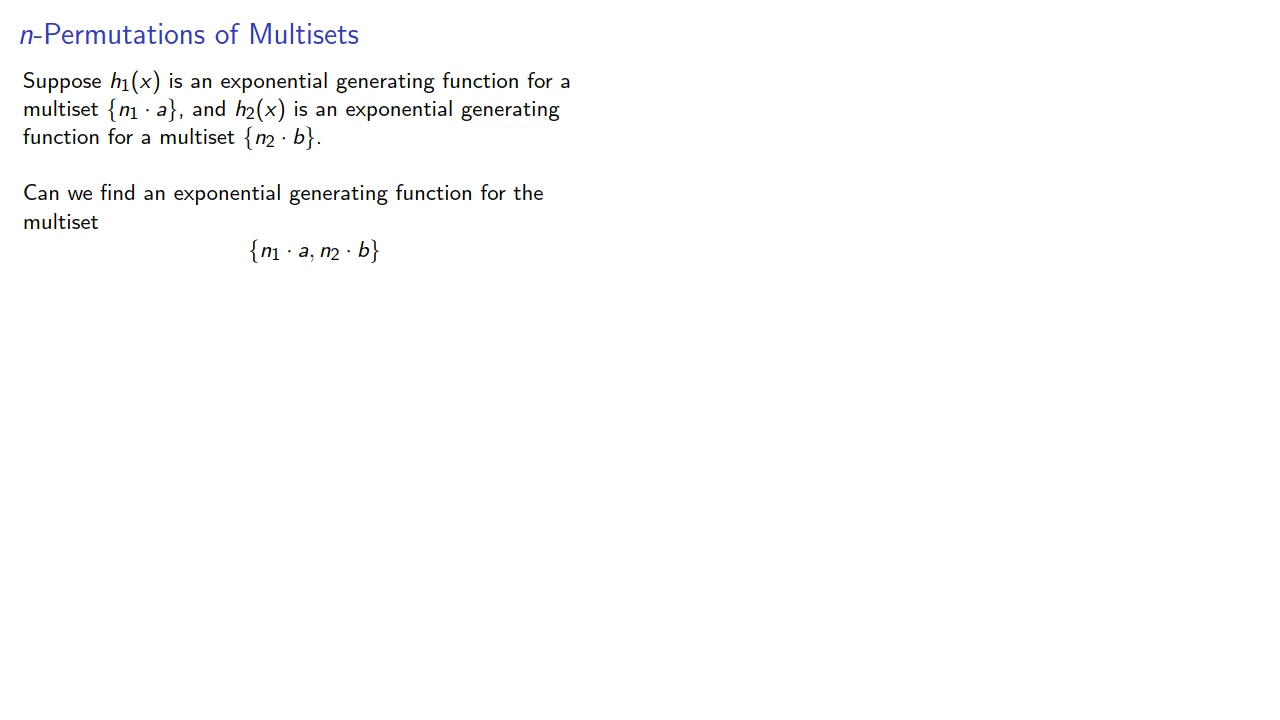 n-Permutations of Multisets
Suppose h₁(x) is an exponential generating function for a
multiset {n₁ · a}, and h₂(x) is an exponential generating
function for a multiset {n₂ · b}.
Can we find an exponential generating function for the
multiset
{n₁ · a, n₂ · b}